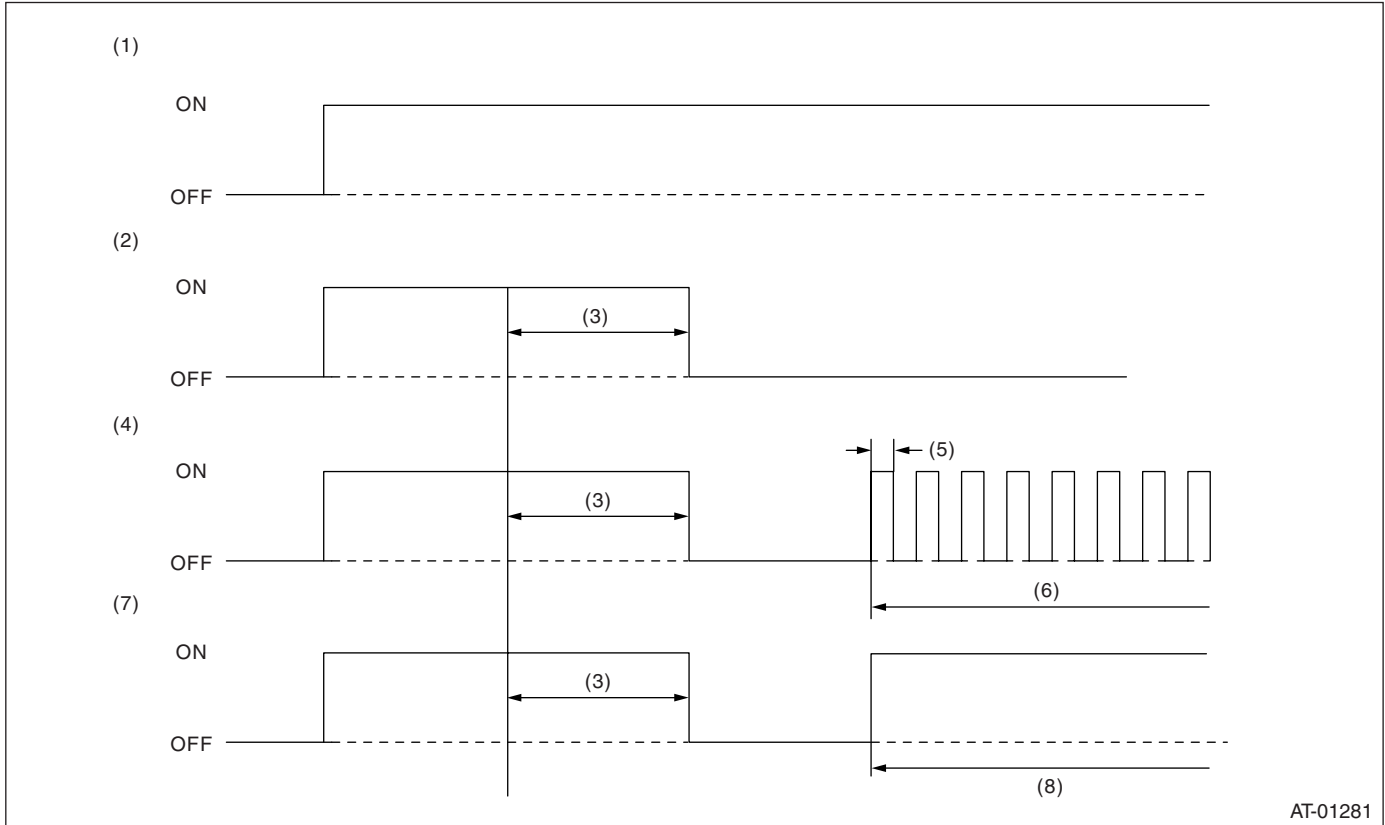 (1)
ON
OFF
(2)
ON
(3)
OFF
(4)
ON
(5)
(3)
OFF
(6)
(7)
ON
(3)
OFF
(8)
AT-01281